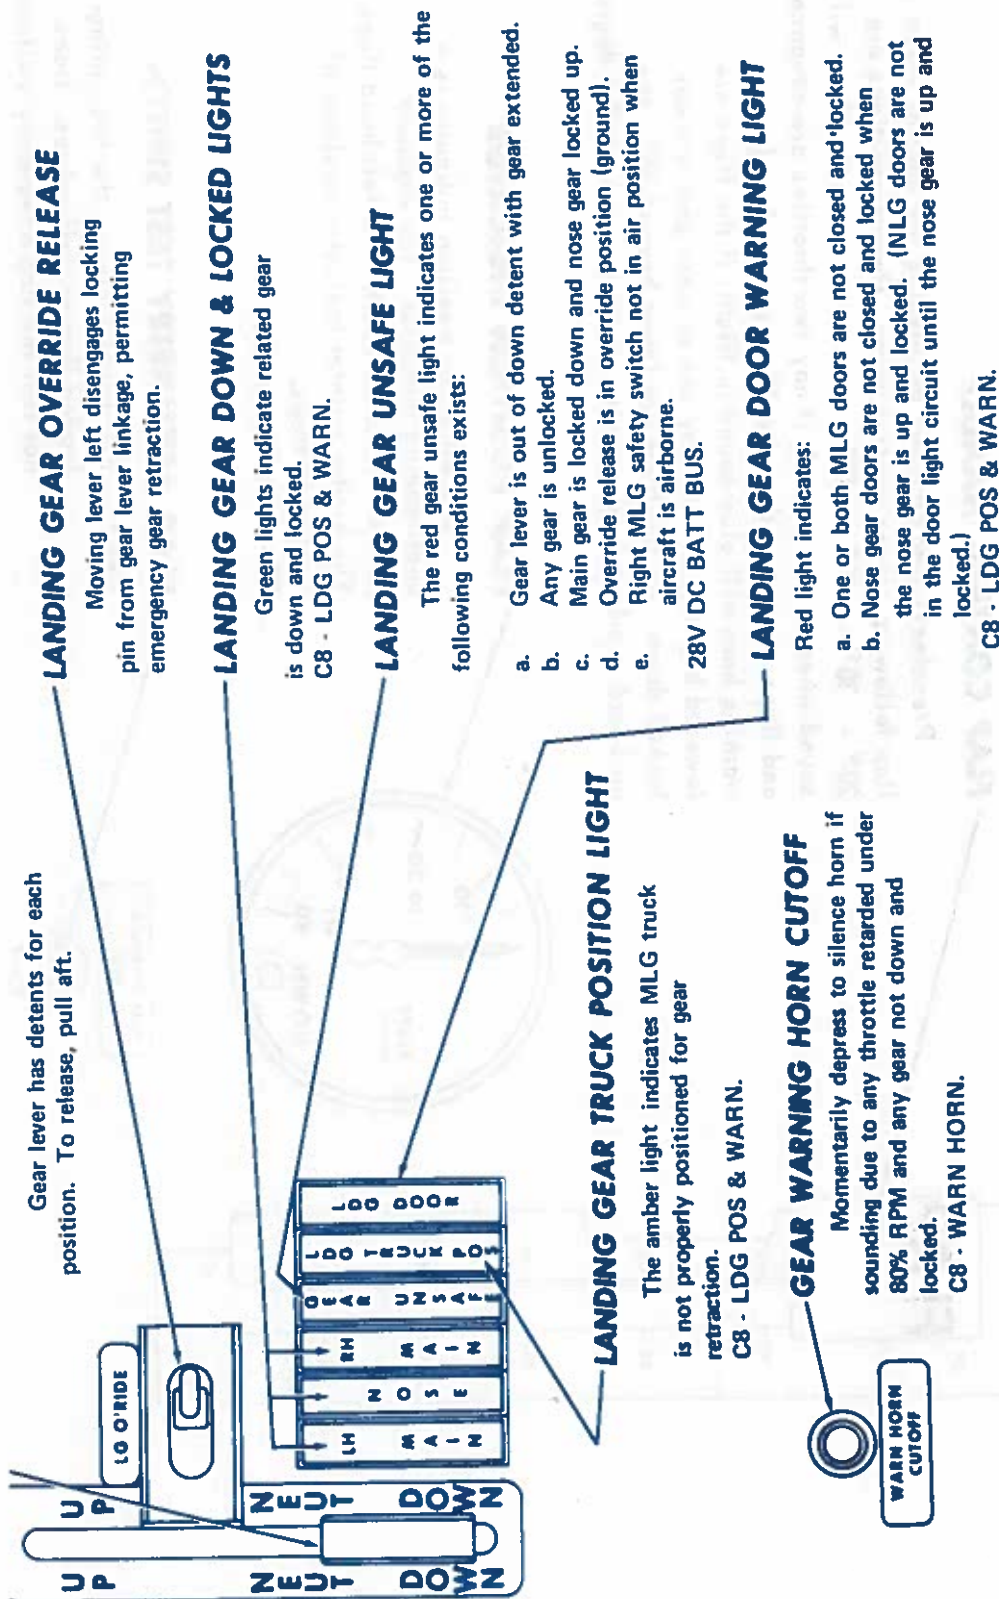 Gear lever has detents for each
position. To release, pull aft.
UP
NEUT
DOWN
UP
NEUT
DOWN
LG O'RIDE
LH MAIN
NOSE
RH MAIN
GEAR UNSAFE
LDG TRUCK POS
LDG DOOR
WARN HORN
CUTOFF
LANDING GEAR OVERRIDE RELEASE
Moving lever left disengages locking
pin from gear lever linkage, permitting
emergency gear retraction.
LANDING GEAR DOWN & LOCKED LIGHTS
Green lights indicate related gear
is down and locked.
C8 - LDG POS & WARN.
LANDING GEAR UNSAFE LIGHT
The red gear unsafe light indicates one or more of the
following conditions exists:
a. Gear lever is out of down detent with gear extended.
b. Any gear is unlocked.
c. Main gear is locked down and nose gear locked up.
d. Override release is in override position (ground).
e. Right MLG safety switch not in air position when
aircraft is airborne.
28V DC BATT BUS.
LANDING GEAR DOOR WARNING LIGHT
Red light indicates:
a. One or both MLG doors are not closed and locked.
b. Nose gear doors are not closed and locked when
the nose gear is up and locked. (NLG doors are not
in the door light circuit until the nose gear is up and
locked.)
C8 - LDG POS & WARN.
LANDING GEAR TRUCK POSITION LIGHT
The amber light indicates MLG truck
is not properly positioned for gear
retraction.
C8 - LDG POS & WARN.
GEAR WARNING HORN CUTOFF
Momentarily depress to silence horn if
sounding due to any throttle retarded under
80% RPM and any gear not down and
locked.
C8 - WARN HORN.